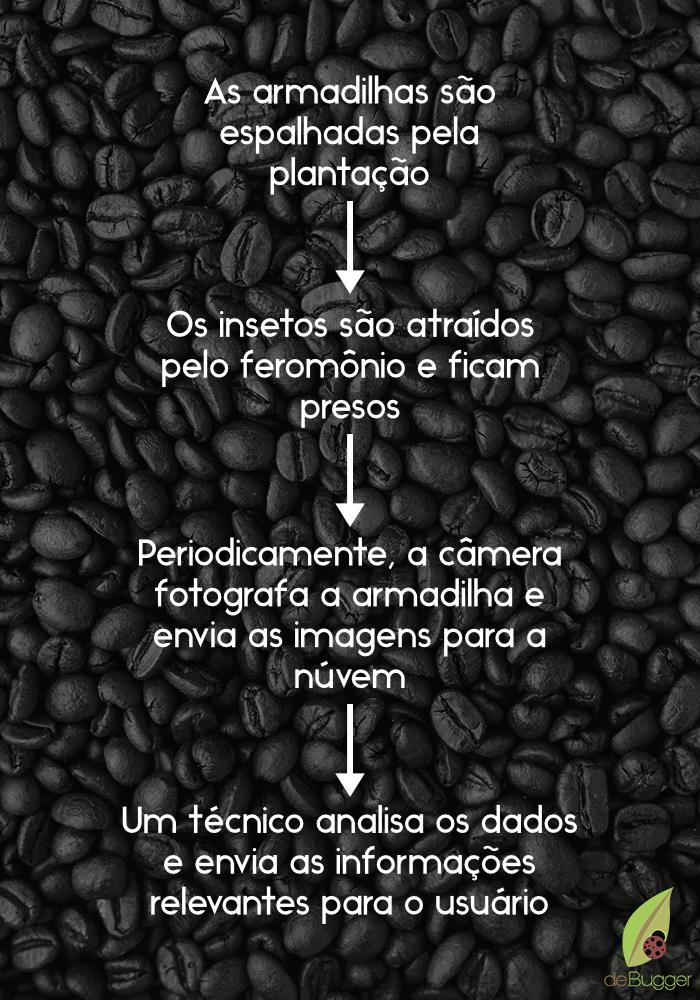 As armadilhas são
espalhadas pela
plantação
Os insetos são atraídos
pelo feromônio e ficam
presos
Periodicamente, a câmera
fotografa a armadilha e
envia as imagens para a
núvem
Um técnico analisa os dados
e envia as informações
relevantes para o usuário
deBugger